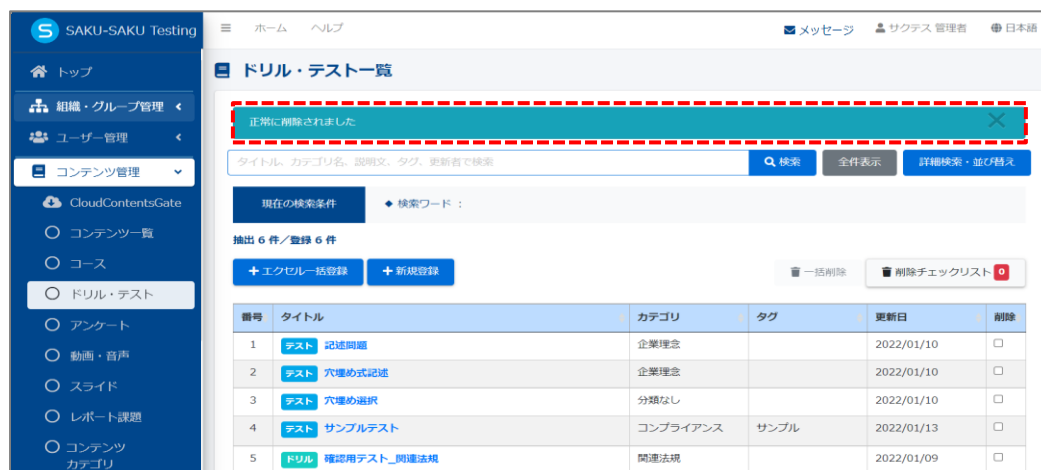 S SAKU-SAKU Testing
ホーム ヘルプ
メッセージ サクテス 管理者 日本語
トップ
組織・グループ管理
ユーザー管理
コンテンツ管理
CloudContentsGate
コンテンツ一覧
コース
ドリル・テスト
アンケート
動画・音声
スライド
レポート課題
コンテンツ
カテゴリ
ドリル・テスト一覧
正常に削除されました
タイトル、カテゴリ名、説明文、タグ、更新者で検索 検索 全件表示 詳細検索・並び替え
現在の検索条件 ◆ 検索ワード :
抽出 6 件/登録 6 件
+ エクセル一括登録 + 新規登録 一括削除 削除チェックリスト 0
番号 タイトル カテゴリ タグ 更新日 削除
1 テスト 記述問題 企業理念 2022/01/10
2 テスト 穴埋め式記述 企業理念 2022/01/10
3 テスト 穴埋め選択 分類なし 2022/01/10
4 テスト サンプルテスト コンプライアンス サンプル 2022/01/13
5 ドリル 確認用テスト_関連法規 関連法規 2022/01/09